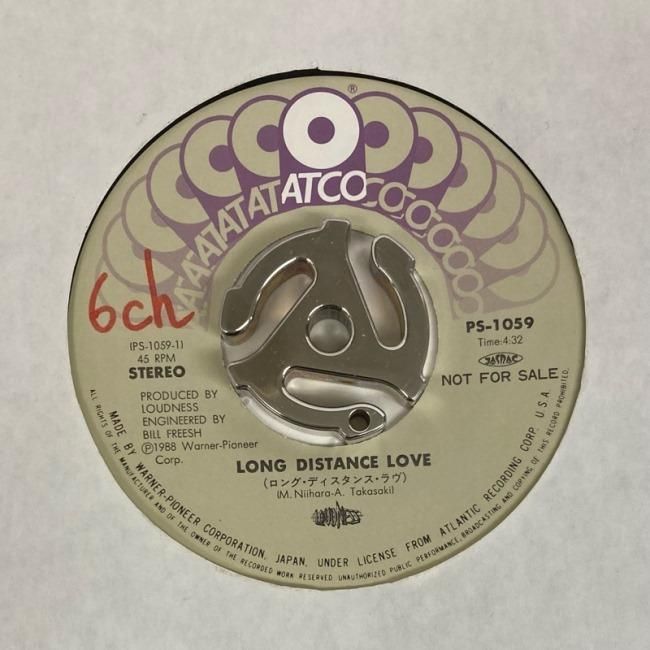 ®
ATCO
6ch
(PS-1059-1)
45 RPM
STEREO
PS-1059
Time:4:32
JASRAC
NOT FOR SALE
PRODUCED BY
LOUDNESS
ENGINEERED BY
BILL FREESH
Ⓟ1988 Warner-Pioneer
Corp.
LONG DISTANCE LOVE
(ロング・ディスタンス・ラヴ)
(M. Niihara-A. Takasaki)
LOUDNESS
MADE BY WARNER-PIONEER CORPORATION, JAPAN, UNDER LICENSE FROM ATLANTIC RECORDING CORP. U.S.A.
ALL RIGHTS OF THE MANUFACTURER AND OF THE OWNER OF THE RECORDED WORK RESERVED UNAUTHORIZED PUBLIC PERFORMANCE, BROADCASTING AND COPYING OF THIS RECORD PROHIBITED.